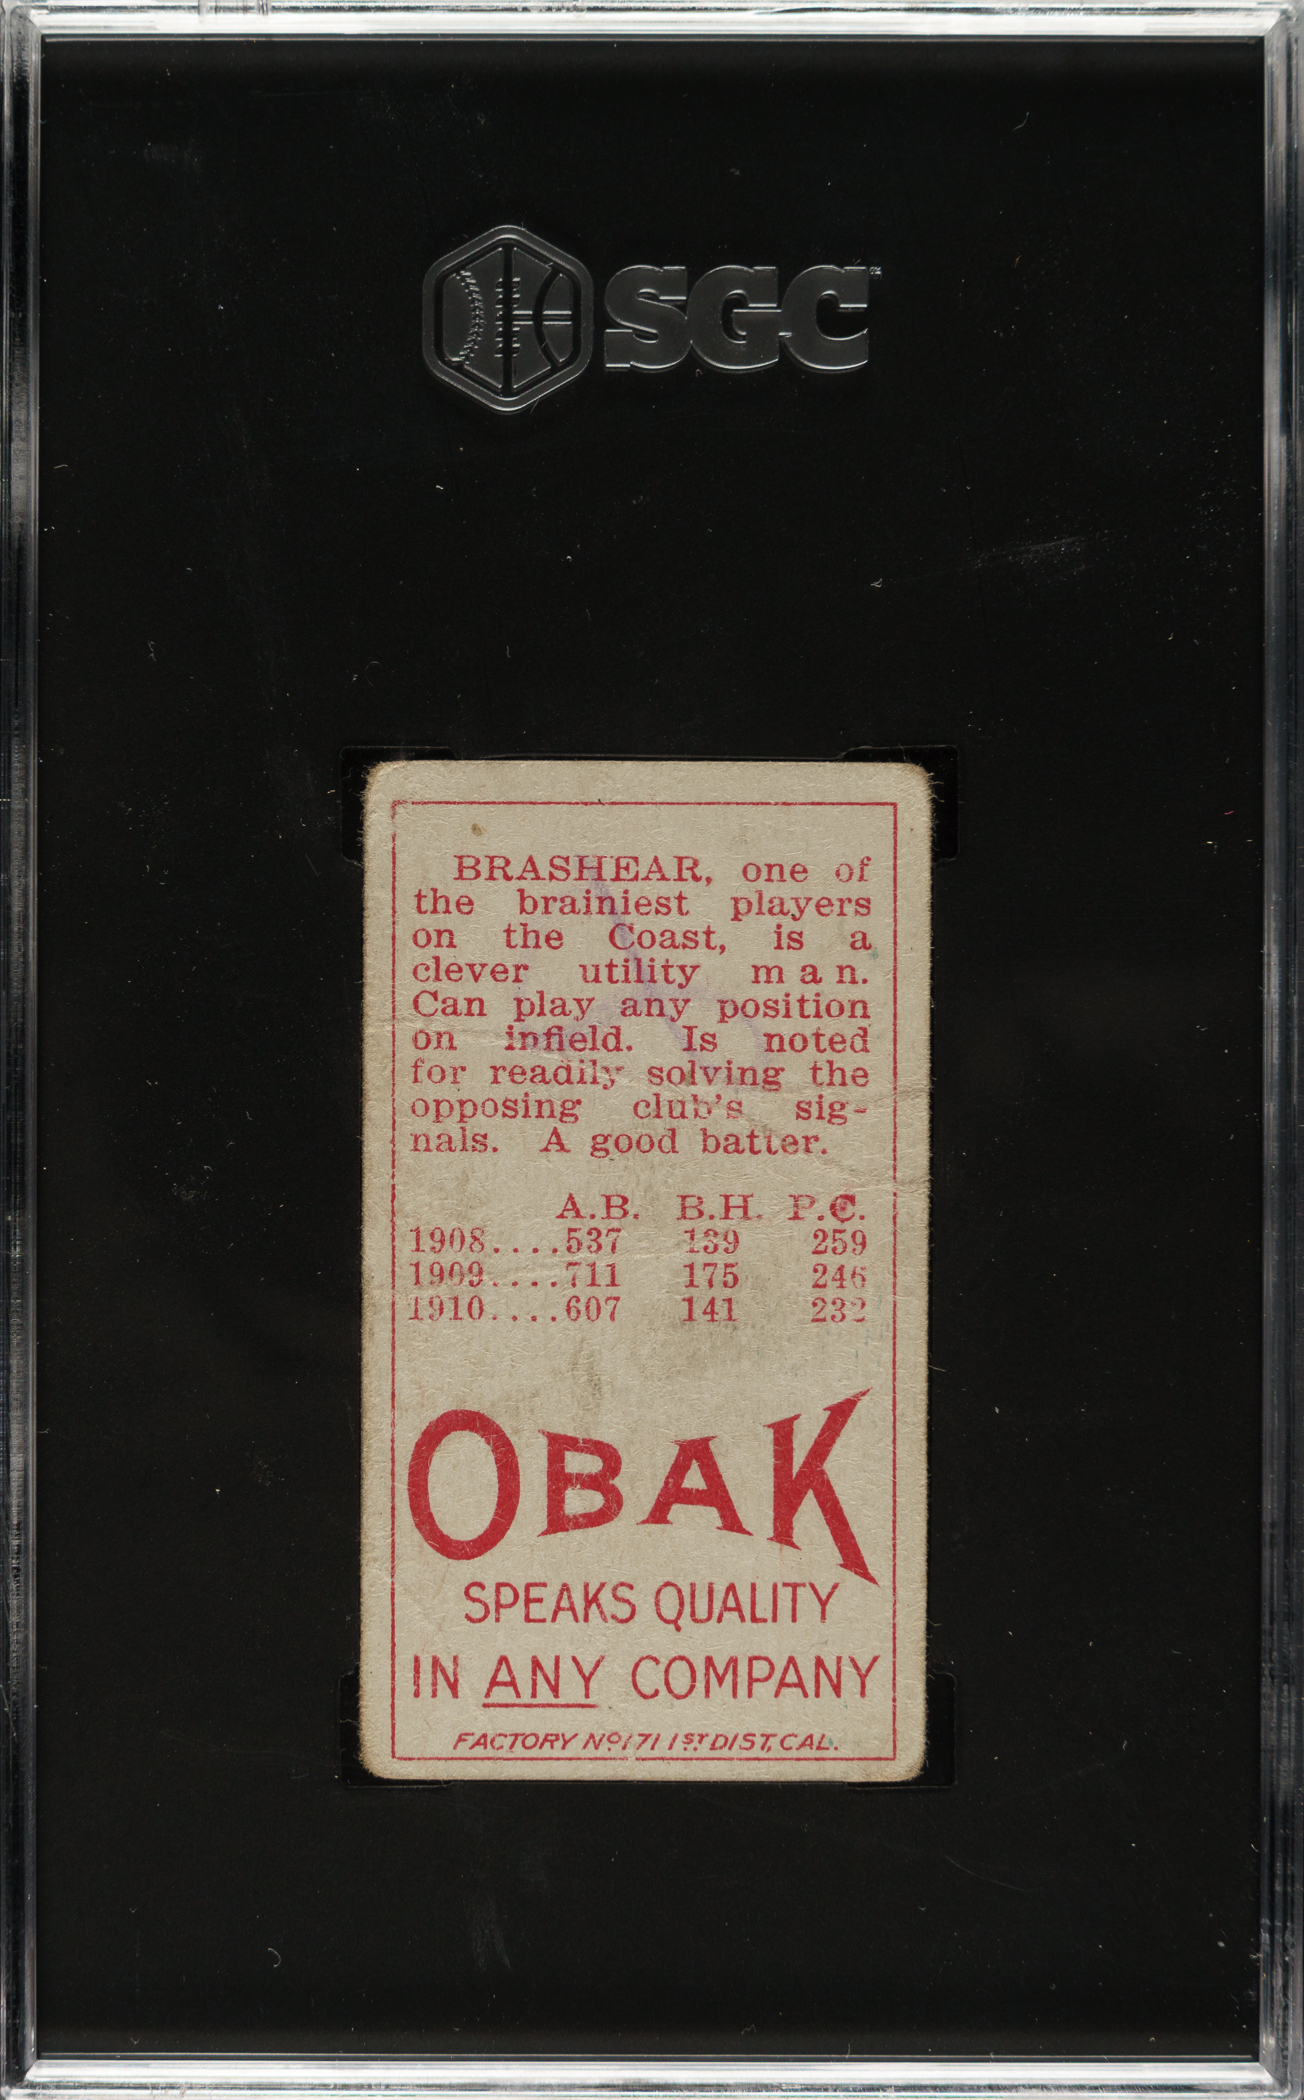 SGC
BRASHEAR, one of
the brainiest players
on the Coast, is a
clever utility man.
Can play any position
on infield. Is noted
for readily solving the
opposing club's sig-
nals. A good batter.
A.B. B.H. P.C.
1908....537 139 259
1909....711 175 246
1910....607 141 232
OBAK
SPEAKS QUALITY
IN ANY COMPANY
FACTORY Nº 171 1ST DIST, CAL.